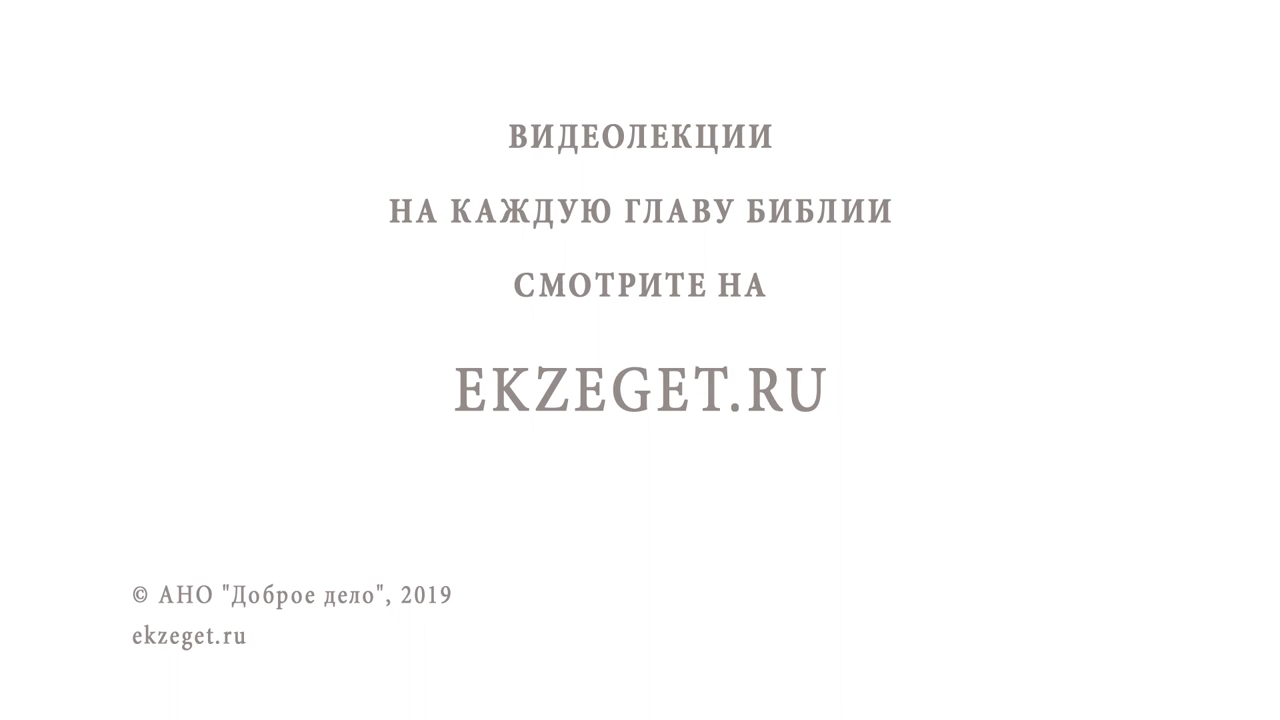 ВИДЕОЛЕКЦИИ
НА КАЖДУЮ ГЛАВУ БИБЛИИ
СМОТРИТЕ НА
EKZEGET.RU
© АНО "Доброе дело", 2019
ekzeget.ru